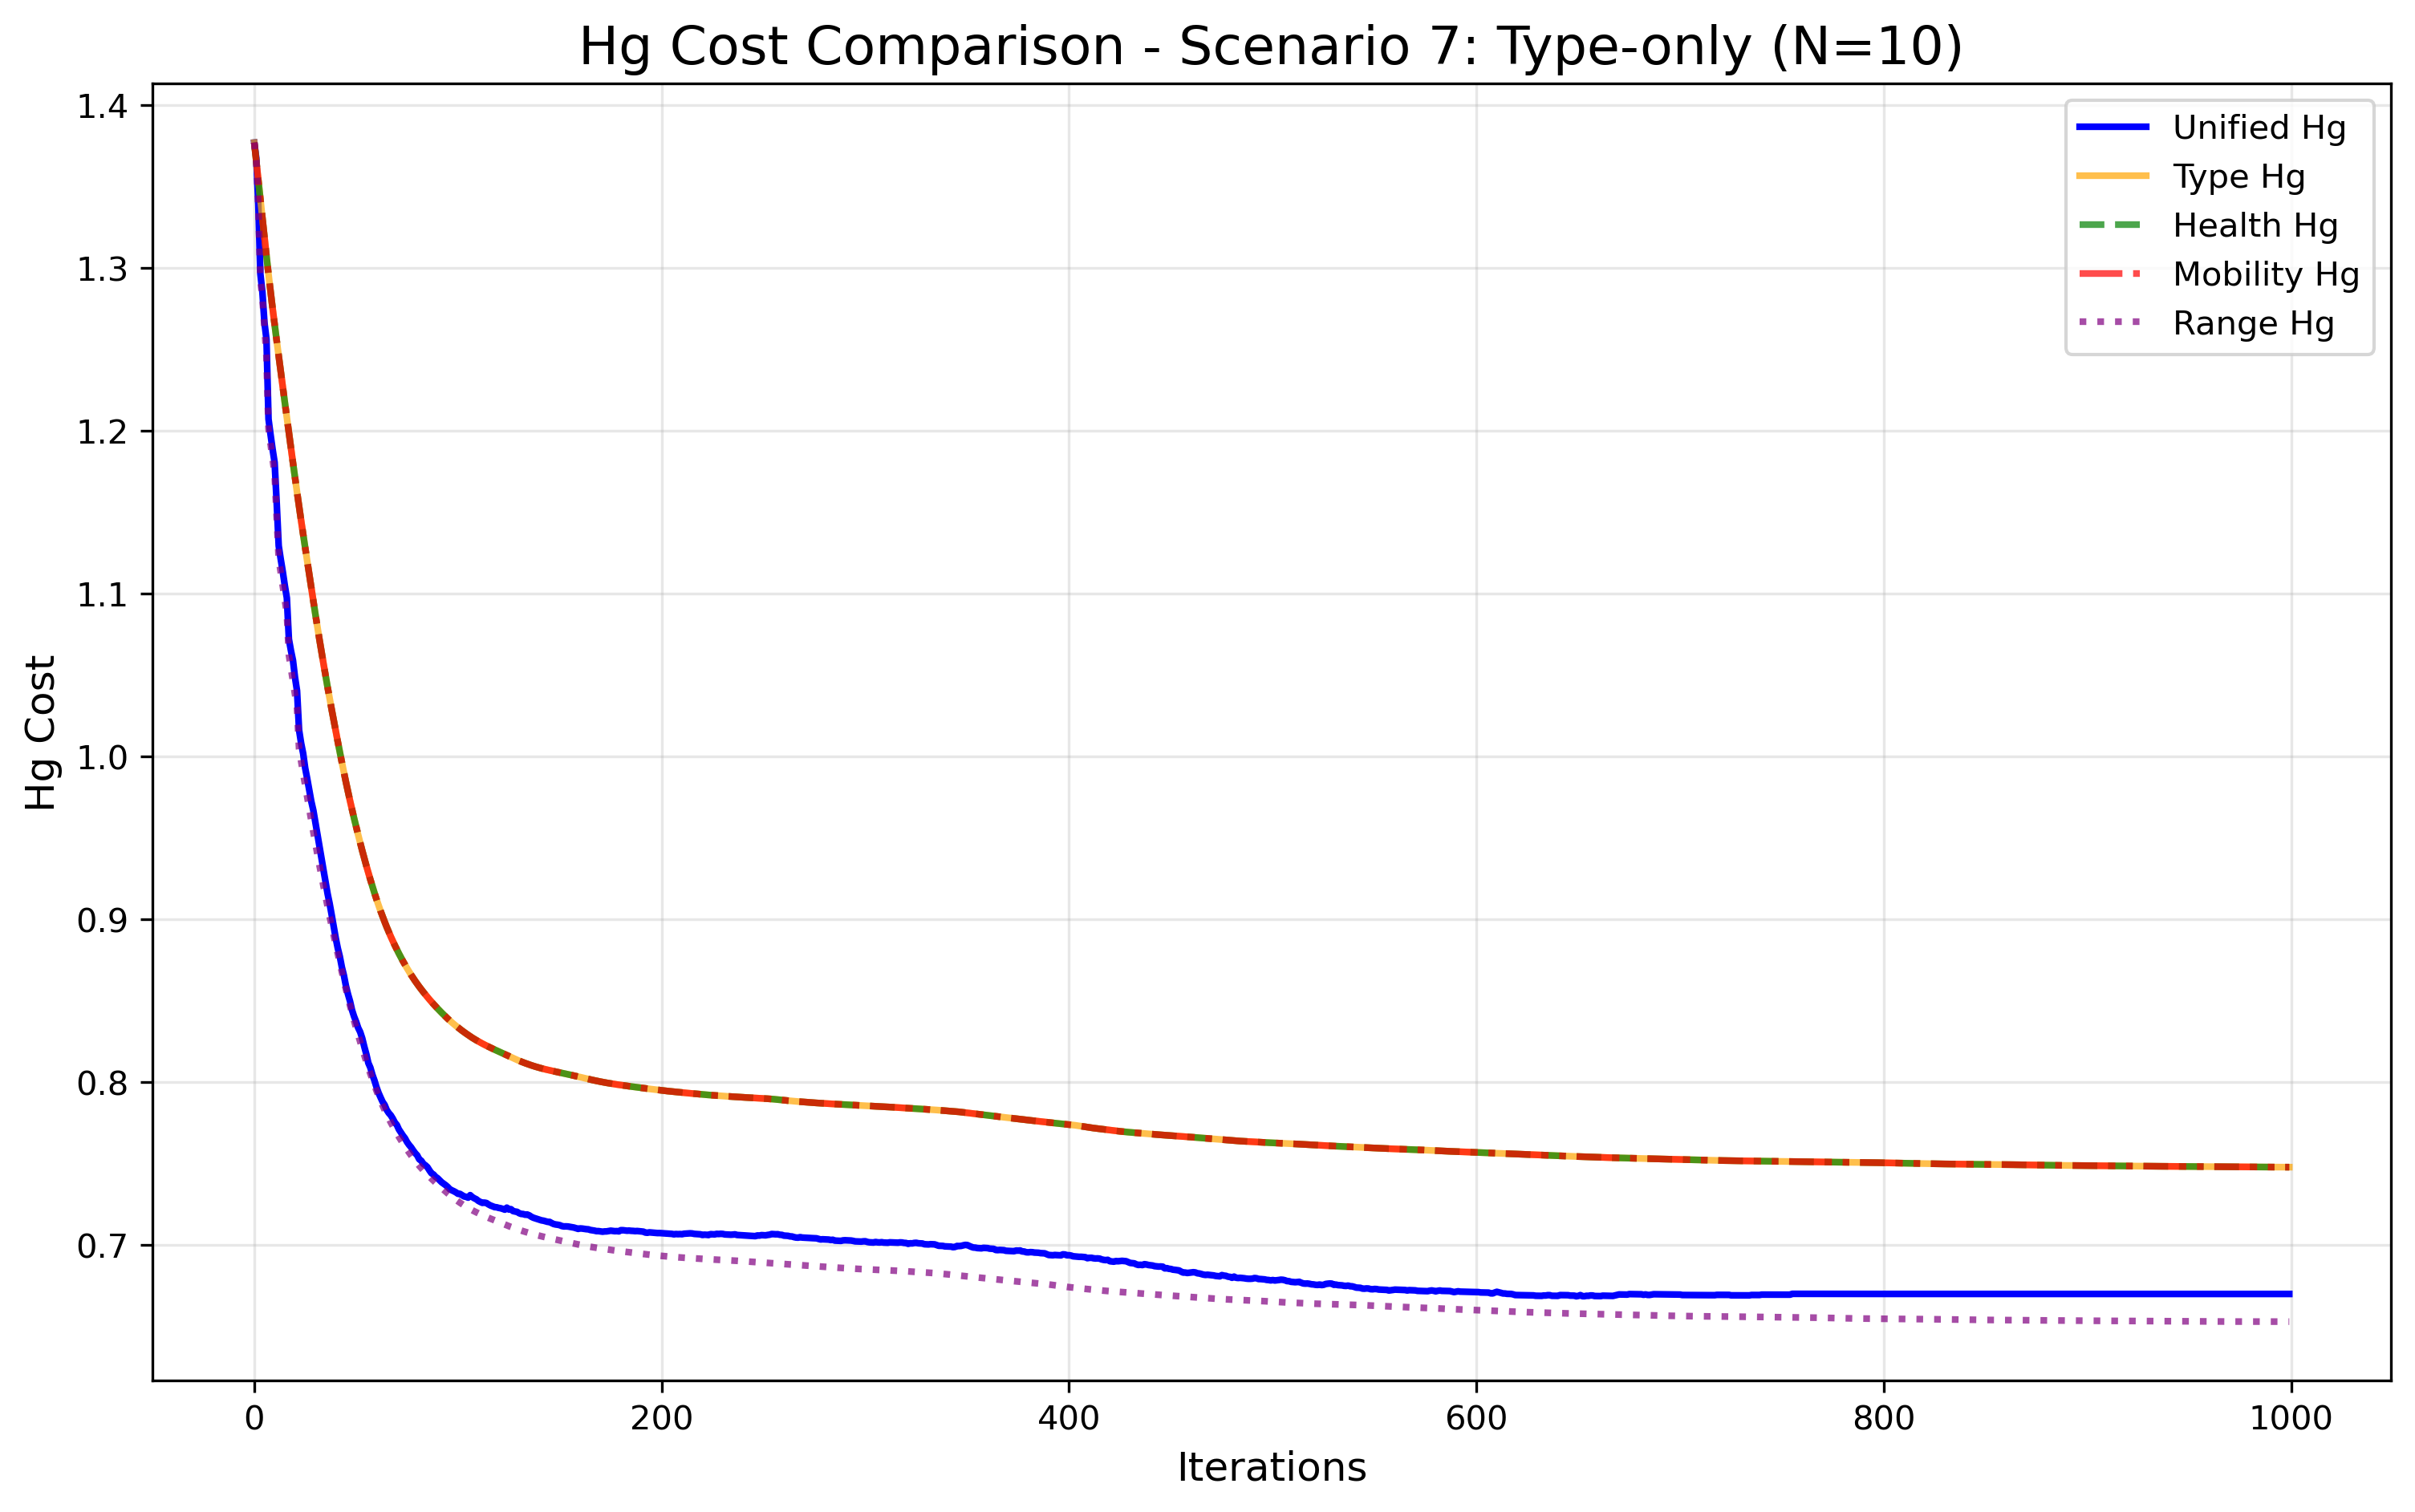 Hg Cost Comparison - Scenario 7: Type-only (N=10)
1.4
1.3
1.2
1.1
1.0
0.9
0.8
0.7
Hg Cost
Unified Hg
Type Hg
Health Hg
Mobility Hg
Range Hg
0 200 400 600 800 1000
Iterations